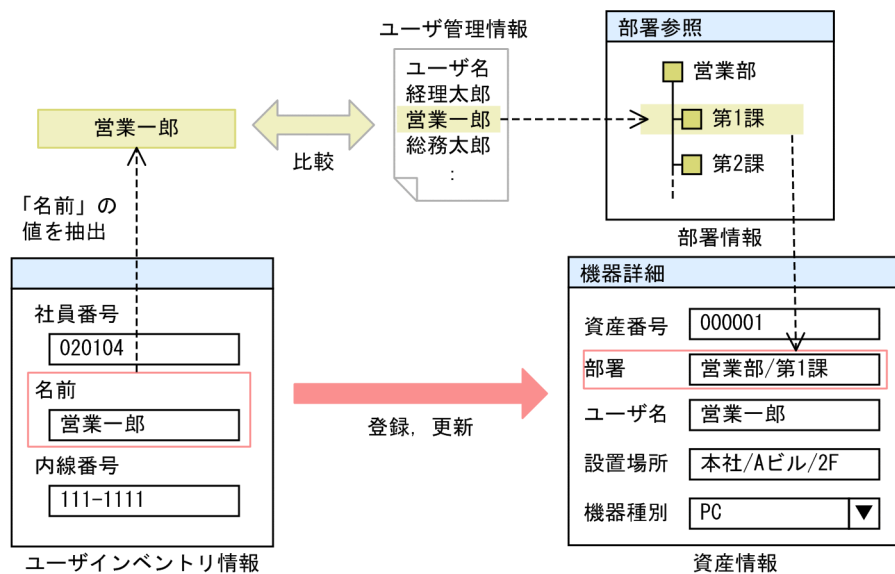 ユーザ管理情報
ユーザ名
経理太郎
営業一郎
総務太郎
:
部署参照
営業部
第1課
第2課
部署情報
営業一郎
比較
「名前」の
値を抽出
社員番号
020104
名前
営業一郎
内線番号
111-1111
ユーザインベントリ情報
登録，更新
機器詳細
資産番号
000001
部署
営業部/第1課
ユーザ名
営業一郎
設置場所
本社/Aビル/2F
機器種別
PC
資産情報